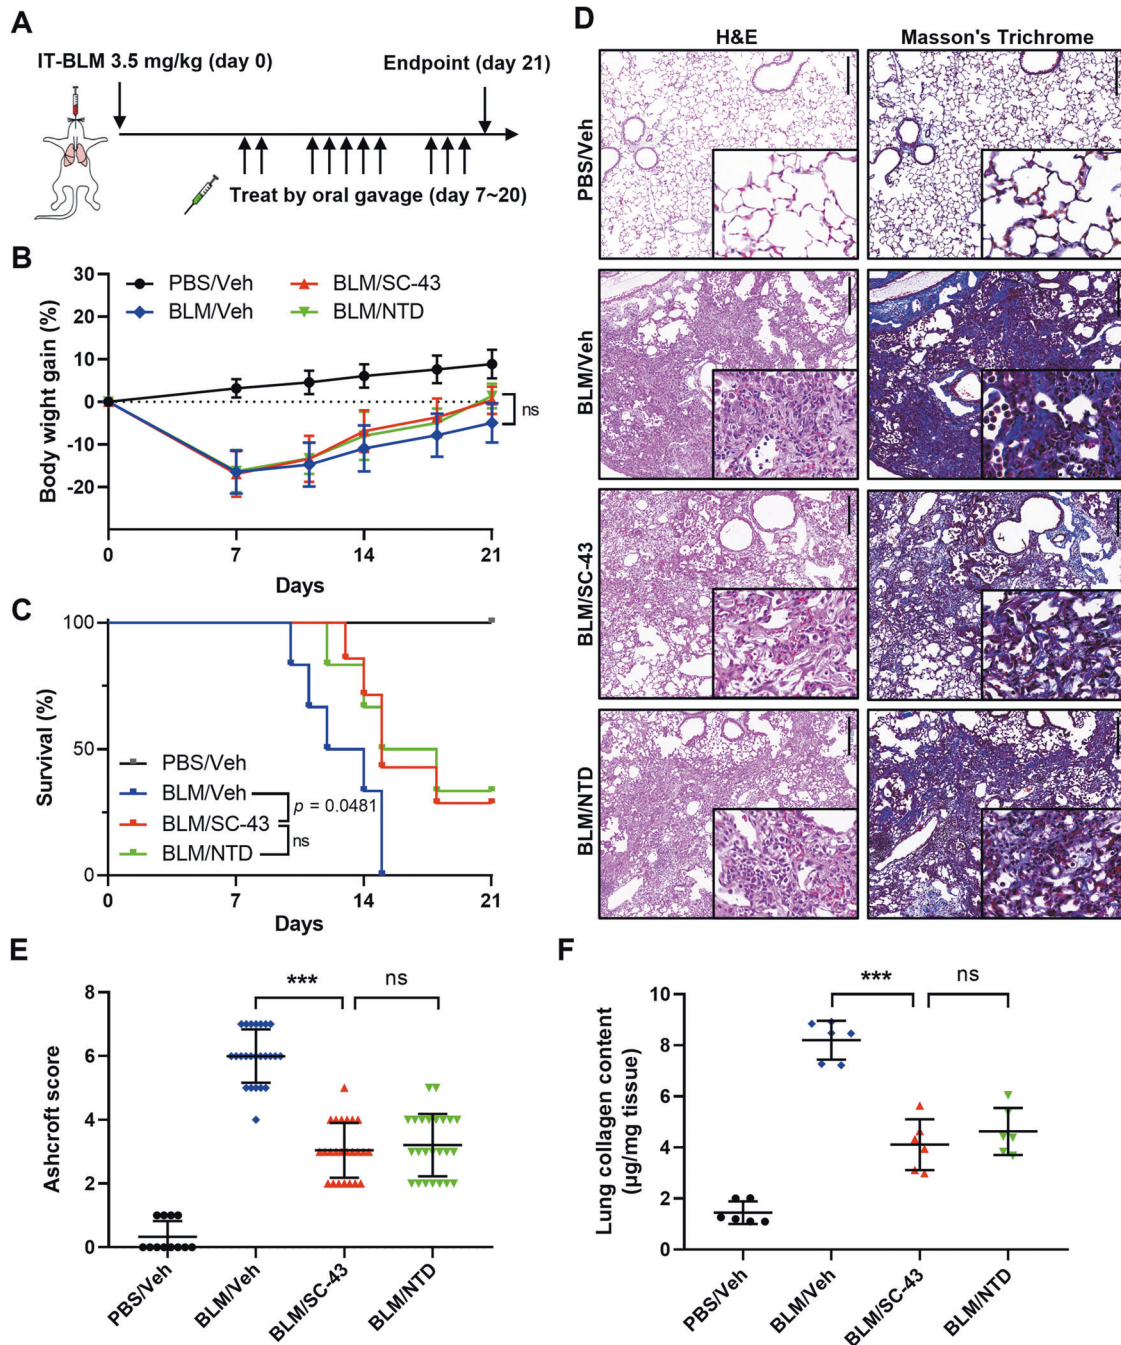 A
IT-BLM 3.5 mg/kg (day 0)
Endpoint (day 21)
Treat by oral gavage (day 7~20)
B
Body wight gain (%)
30
20
10
0
-10
-20
PBS/Veh
BLM/Veh
BLM/SC-43
BLM/NTD
ns
0
7
14
21
Days
C
Survival (%)
100
50
0
PBS/Veh
BLM/Veh
BLM/SC-43
BLM/NTD
p = 0.0481
ns
0
7
14
21
Days
D
H&E
Masson's Trichrome
PBS/Veh
BLM/Veh
BLM/SC-43
BLM/NTD
E
Ashcroft score
8
6
4
2
0
***
ns
PBS/Veh
BLM/Veh
BLM/SC-43
BLM/NTD
F
Lung collagen content
(µg/mg tissue)
10
8
6
4
2
0
***
ns
PBS/Veh
BLM/Veh
BLM/SC-43
BLM/NTD